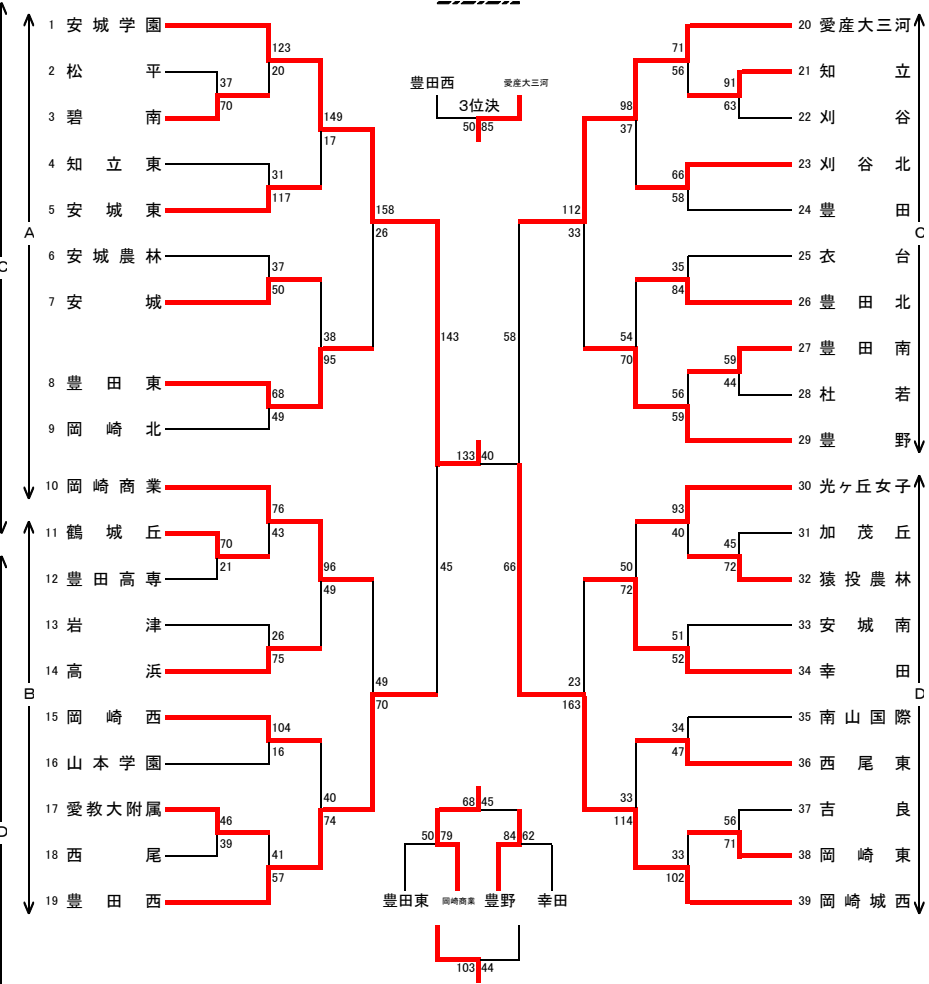 1 安城学園
123
20
2 松平
37
70
3 碧南
149
17
4 知立東
31
117
5 安城東
158
26
A
C
6 安城農林
37
50
7 安城
38
95
8 豊田東
68
49
9 岡崎北
143
10 岡崎商業
76
43
11 鶴城丘
70
21
12 豊田高専
96
49
13 岩津
26
75
14 高浜
45
49
70
B
15 岡崎西
104
16
16 山本学園
40
74
17 愛教大附属
46
39
18 西尾
41
57
19 豊田西
D
豊田西 愛産大三河
3位決
50 85
133 40
68 45
50 79 84 62
豊田東 岡崎商業 豊野 幸田
103 44
20 愛産大三河
71
56
21 知立
91
63
22 刈谷
98
37
23 刈谷北
66
58
24 豊田
112
33
C
25 衣台
35
84
26 豊田北
54
70
27 豊田南
59
44
28 杜若
56
59
29 豊野
58
30 光ヶ丘女子
93
40
31 加茂丘
45
72
32 猿投農林
50
72
33 安城南
51
52
34 幸田
66
23
163
D
35 南山国際
34
47
36 西尾東
33
114
37 吉良
56
71
38 岡崎東
33
102
39 岡崎城西